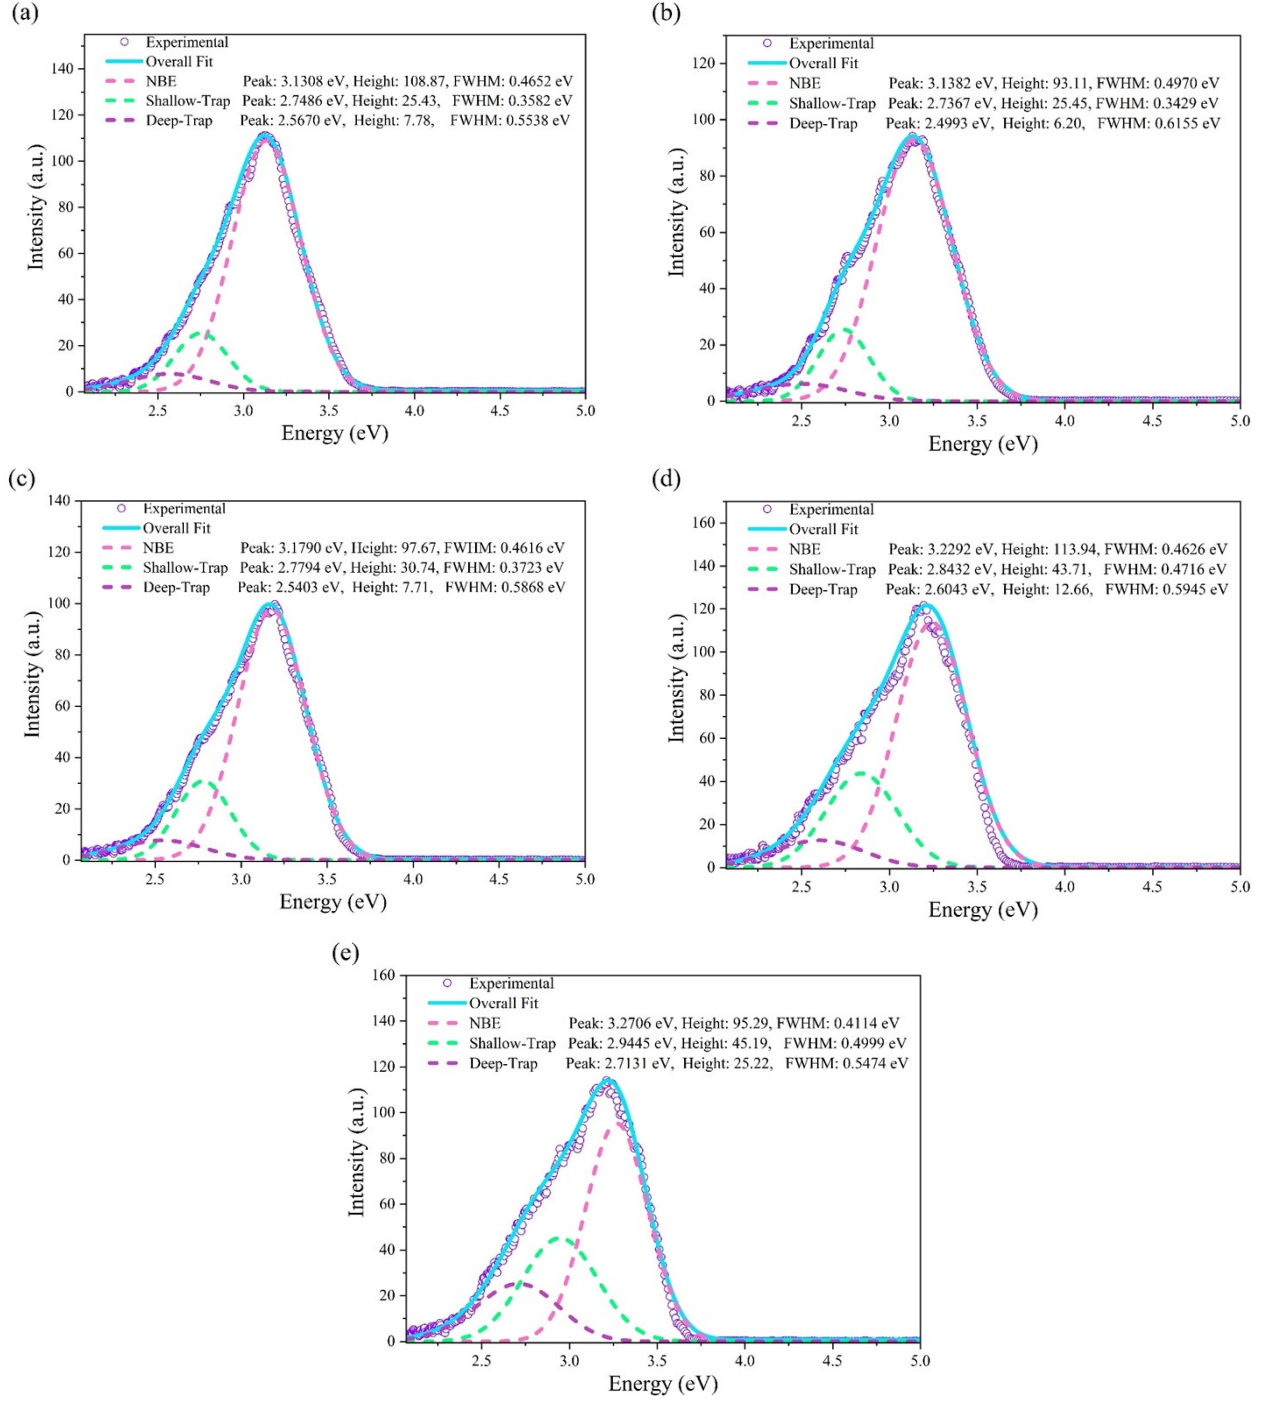 (a)
Experimental
Overall Fit
NBE Peak: 3.1308 eV, Height: 108.87, FWHM: 0.4652 eV
Shallow-Trap Peak: 2.7486 eV, Height: 25.43, FWHM: 0.3582 eV
Deep-Trap Peak: 2.5670 eV, Height: 7.78, FWHM: 0.5538 eV
140
120
100
80
60
40
20
0
Intensity (a.u.)
2.5 3.0 3.5 4.0 4.5 5.0
Energy (eV)
(b)
Experimental
Overall Fit
NBE Peak: 3.1382 eV, Height: 93.11, FWHM: 0.4970 eV
Shallow-Trap Peak: 2.7367 eV, Height: 25.45, FWHM: 0.3429 eV
Deep-Trap Peak: 2.4993 eV, Height: 6.20, FWHM: 0.6155 eV
120
100
80
60
40
20
0
Intensity (a.u.)
2.5 3.0 3.5 4.0 4.5 5.0
Energy (eV)
(c)
Experimental
Overall Fit
NBE Peak: 3.1790 eV, Height: 97.67, FWHM: 0.4616 eV
Shallow-Trap Peak: 2.7794 eV, Height: 30.74, FWHM: 0.3723 eV
Deep-Trap Peak: 2.5403 eV, Height: 7.71, FWHM: 0.5868 eV
140
120
100
80
60
40
20
0
Intensity (a.u.)
2.5 3.0 3.5 4.0 4.5 5.0
Energy (eV)
(d)
Experimental
Overall Fit
NBE Peak: 3.2292 eV, Height: 113.94, FWHM: 0.4626 eV
Shallow-Trap Peak: 2.8432 eV, Height: 43.71, FWHM: 0.4716 eV
Deep-Trap Peak: 2.6043 eV, Height: 12.66, FWHM: 0.5945 eV
160
140
120
100
80
60
40
20
0
Intensity (a.u.)
2.5 3.0 3.5 4.0 4.5 5.0
Energy (eV)
(e)
Experimental
Overall Fit
NBE Peak: 3.2706 eV, Height: 95.29, FWHM: 0.4114 eV
Shallow-Trap Peak: 2.9445 eV, Height: 45.19, FWHM: 0.4999 eV
Deep-Trap Peak: 2.7131 eV, Height: 25.22, FWHM: 0.5474 eV
160
140
120
100
80
60
40
20
0
Intensity (a.u.)
2.5 3.0 3.5 4.0 4.5 5.0
Energy (eV)